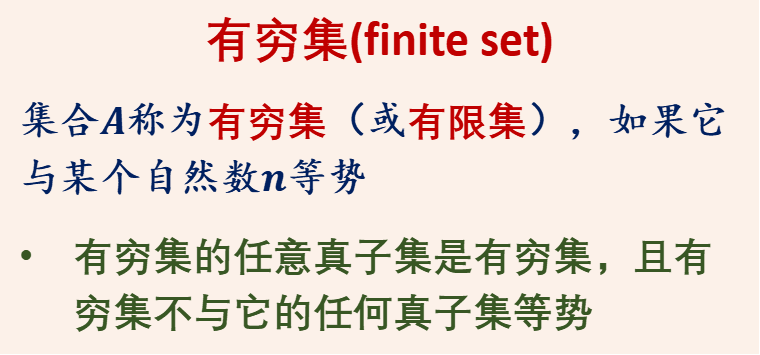 有穷集(finite set)
集合A称为有穷集（或有限集），如果它
与某个自然数n等势
• 有穷集的任意真子集是有穷集，且有
穷集不与它的任何真子集等势